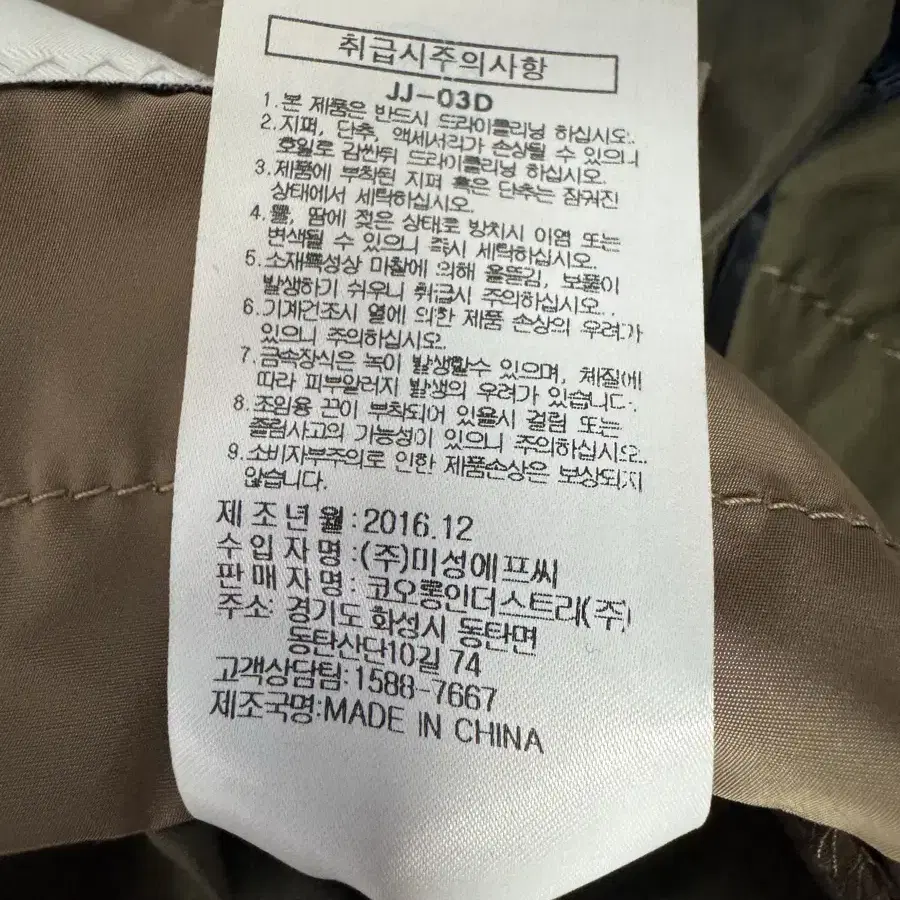 취급시주의사항
JJ-03D
1.본 제품은 반드시 드라이클리닝 하십시오.
2.지퍼, 단추, 액세서리가 손상될 수 있으니
호일로 감싼뒤 드라이클리닝 하십시오.
3.제품에 부착된 지퍼 혹은 단추는 잠궈진
상태에서 세탁하십시오.
4.물, 땀에 젖은 상태로 방치시 이염 또는
변색될 수 있으니 즉시 세탁하십시오.
5.소재특성상 마찰에 의해 올뜯김, 보풀이
발생하기 쉬우니 취급시 주의하십시오.
6.기계건조시 열에 의한 제품 손상의 우려가
있으니 주의하십시오.
7.금속장식은 녹이 발생할수 있으며, 체질에
따라 피부알러지 발생의 우려가 있습니다.
8.조임용 끈이 부착되어 있을시 걸림 또는
졸림사고의 가능성이 있으니 주의하십시오.
9.소비자부주의로 인한 제품손상은 보상되지
않습니다.
제 조 년 월 :2016.12
수 입 자 명 :(주)미성에프씨
판 매 자 명 : 코오롱인더스트리(주)
주소: 경기도 화성시 동탄면
동탄산단10길 74
고객상담팀:1588-7667
제조국명:MADE IN CHINA